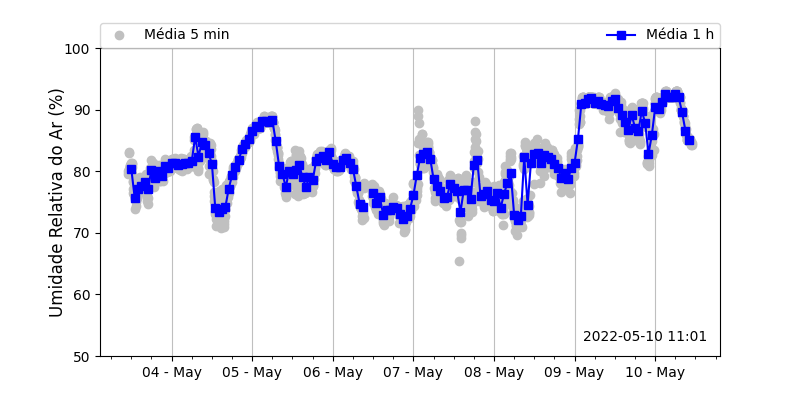 Média 5 min
Média 1 h
Umidade Relativa do Ar (%)
100
90
80
70
60
50
2022-05-10 11:01
04 - May
05 - May
06 - May
07 - May
08 - May
09 - May
10 - May